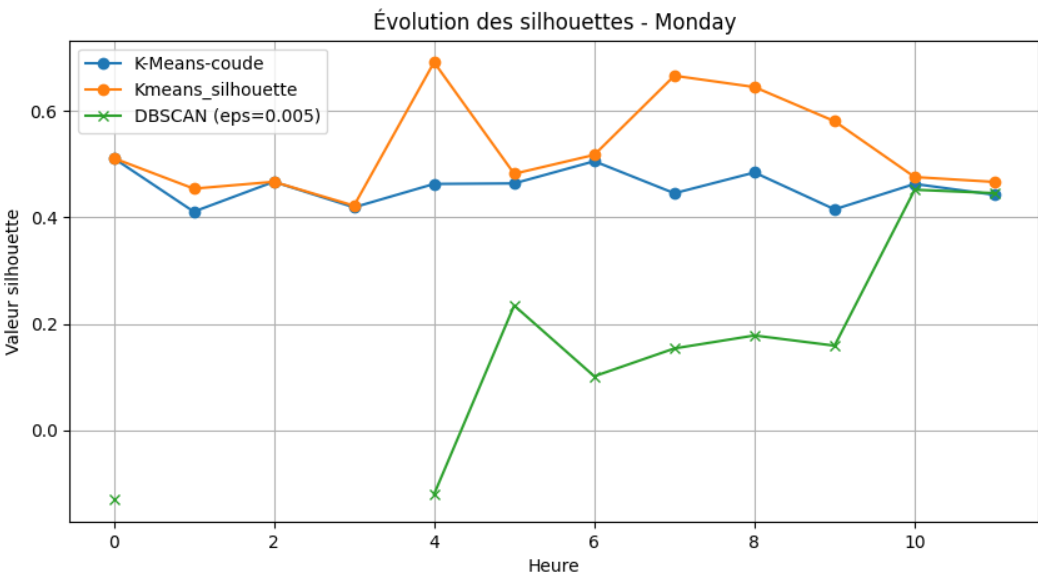 Évolution des silhouettes - Monday
K-Means-coude
Kmeans_silhouette
DBSCAN (eps=0.005)
Valeur silhouette
0.6
0.4
0.2
0.0
0 2 4 6 8 10
Heure